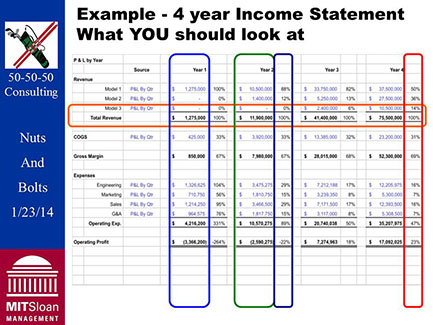 Example - 4 year Income Statement
What YOU should look at
50-50-50
Consulting
Nuts
And
Bolts
1/23/14
MITSloan
MANAGEMENT
P & L by Year
Source Year 1 Year 2 Year 3 Year 4
Revenue
Model 1 P&L By Qtr $ 1,275,000 100% $ 10,500,000 88% $ 33,750,000 82% $ 37,500,000 50%
Model 2 P&L By Qtr $ - 0% $ 1,400,000 12% $ 5,250,000 13% $ 27,500,000 36%
Model 3 P&L By Qtr $ - 0% $ - 0% $ 2,400,000 6% $ 10,500,000 14%
Total Revenue $ 1,275,000 100% $ 11,900,000 100% $ 41,400,000 100% $ 75,500,000 100%
COGS P&L By Qtr $ 425,000 33% $ 3,920,000 33% $ 13,385,000 32% $ 23,200,000 31%
Gross Margin $ 850,000 67% $ 7,980,000 67% $ 28,015,000 68% $ 52,300,000 69%
Expenses
Engineering P&L By Qtr $ 1,326,625 104% $ 3,475,275 29% $ 7,212,188 17% $ 12,205,975 16%
Marketing P&L By Qtr $ 710,750 56% $ 1,810,750 15% $ 3,239,350 8% $ 5,300,000 7%
Sales P&L By Qtr $ 1,214,250 95% $ 3,466,500 29% $ 7,171,500 17% $ 12,393,500 16%
G&A P&L By Qtr $ 964,575 76% $ 1,817,750 15% $ 3,117,000 8% $ 5,308,500 7%
Operating Exp. $ 4,216,200 331% $ 10,570,275 89% $ 20,740,038 50% $ 35,207,975 47%
Operating Profit $ (3,366,200) -264% $ (2,590,275) -22% $ 7,274,963 18% $ 17,092,025 23%